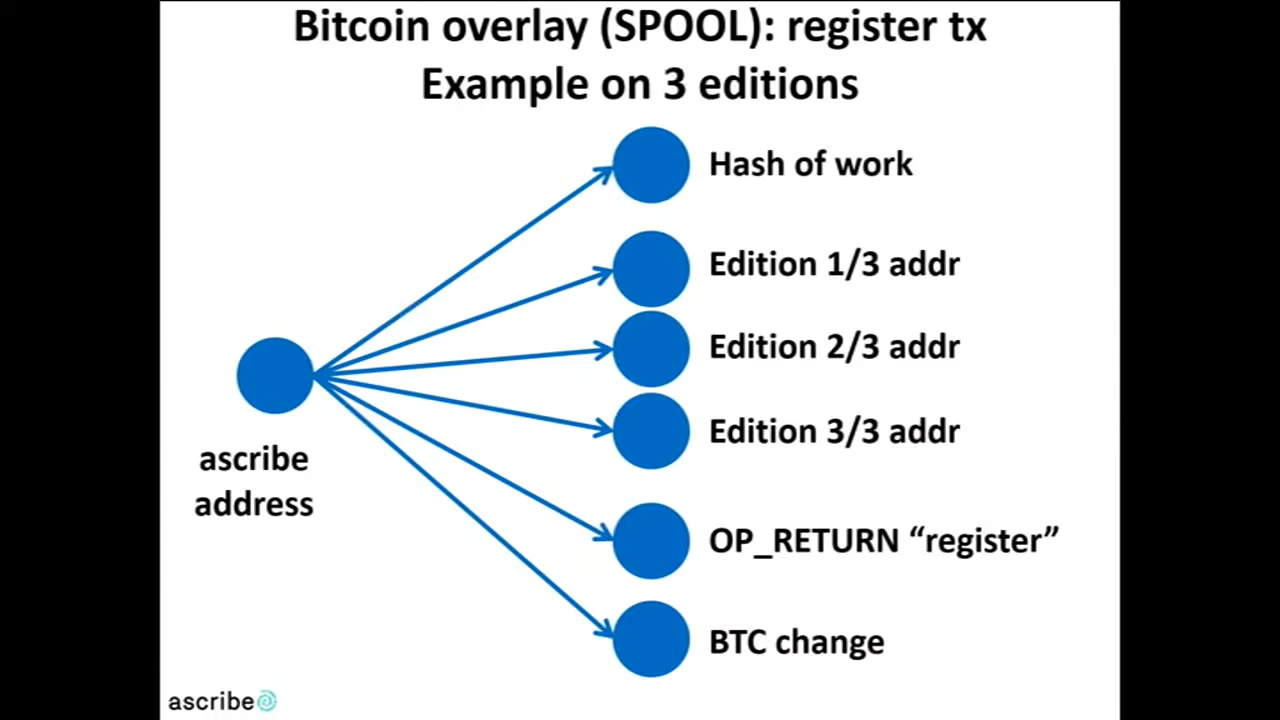 Bitcoin overlay (SPOOL): register tx
Example on 3 editions
Hash of work
Edition 1/3 addr
Edition 2/3 addr
Edition 3/3 addr
ascribe
address
OP_RETURN “register”
BTC change
ascribe